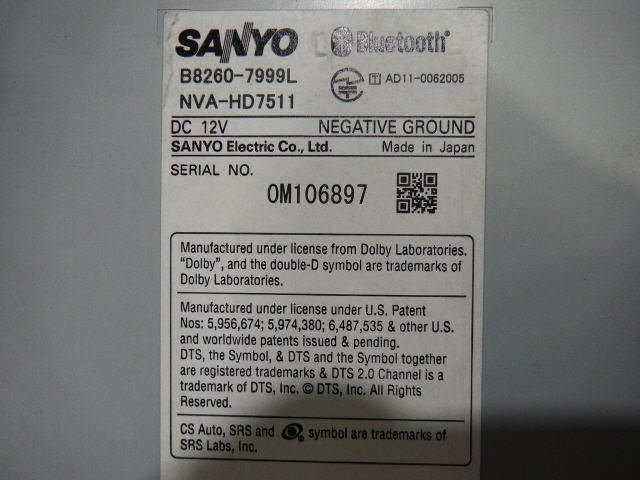 SANYO Bluetooth®
B8260-7999L
NVA-HD7511
T AD11-0062005
DC 12V NEGATIVE GROUND
SANYO Electric Co., Ltd. Made in Japan
SERIAL NO.
0M106897
Manufactured under license from Dolby Laboratories.
"Dolby", and the double-D symbol are trademarks of
Dolby Laboratories.
Manufactured under license under U.S. Patent
Nos: 5,956,674; 5,974,380; 6,487,535 & other U.S.
and worldwide patents issued & pending.
DTS, the Symbol, & DTS and the Symbol together
are registered trademarks & DTS 2.0 Channel is a
trademark of DTS, Inc. © DTS, Inc. All Rights
Reserved.
CS Auto, SRS and symbol are trademarks of
SRS Labs, Inc.